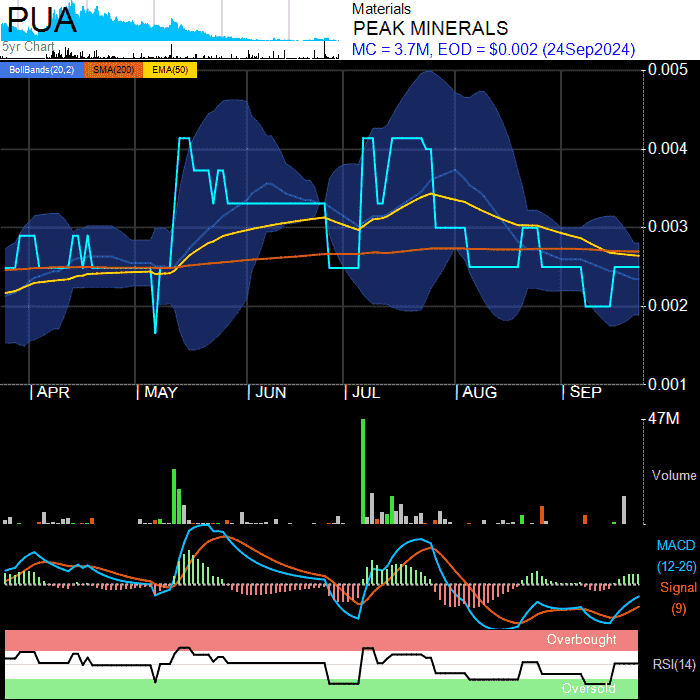 PUA
5yr Chart
Materials
PEAK MINERALS
MC = 3.7M, EOD = $0.002 (24Sep2024)
BollBands(20,2) SMA(200) EMA(50)
0.005
0.004
0.003
0.002
0.001
APR MAY JUN JUL AUG SEP
47M
Volume
MACD
(12-26)
Signal
(9)
Overbought
RSI(14)
Oversold